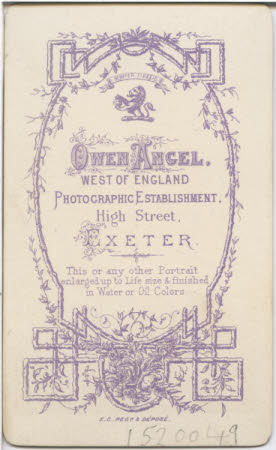 OWEN ANGEL.
WEST OF ENGLAND
PHOTOGRAPHIC ESTABLISHMENT,
High Street,
EXETER.
This or any other Portrait
enlarged up to Life size & finished
in Water or Oil Colors
1520049